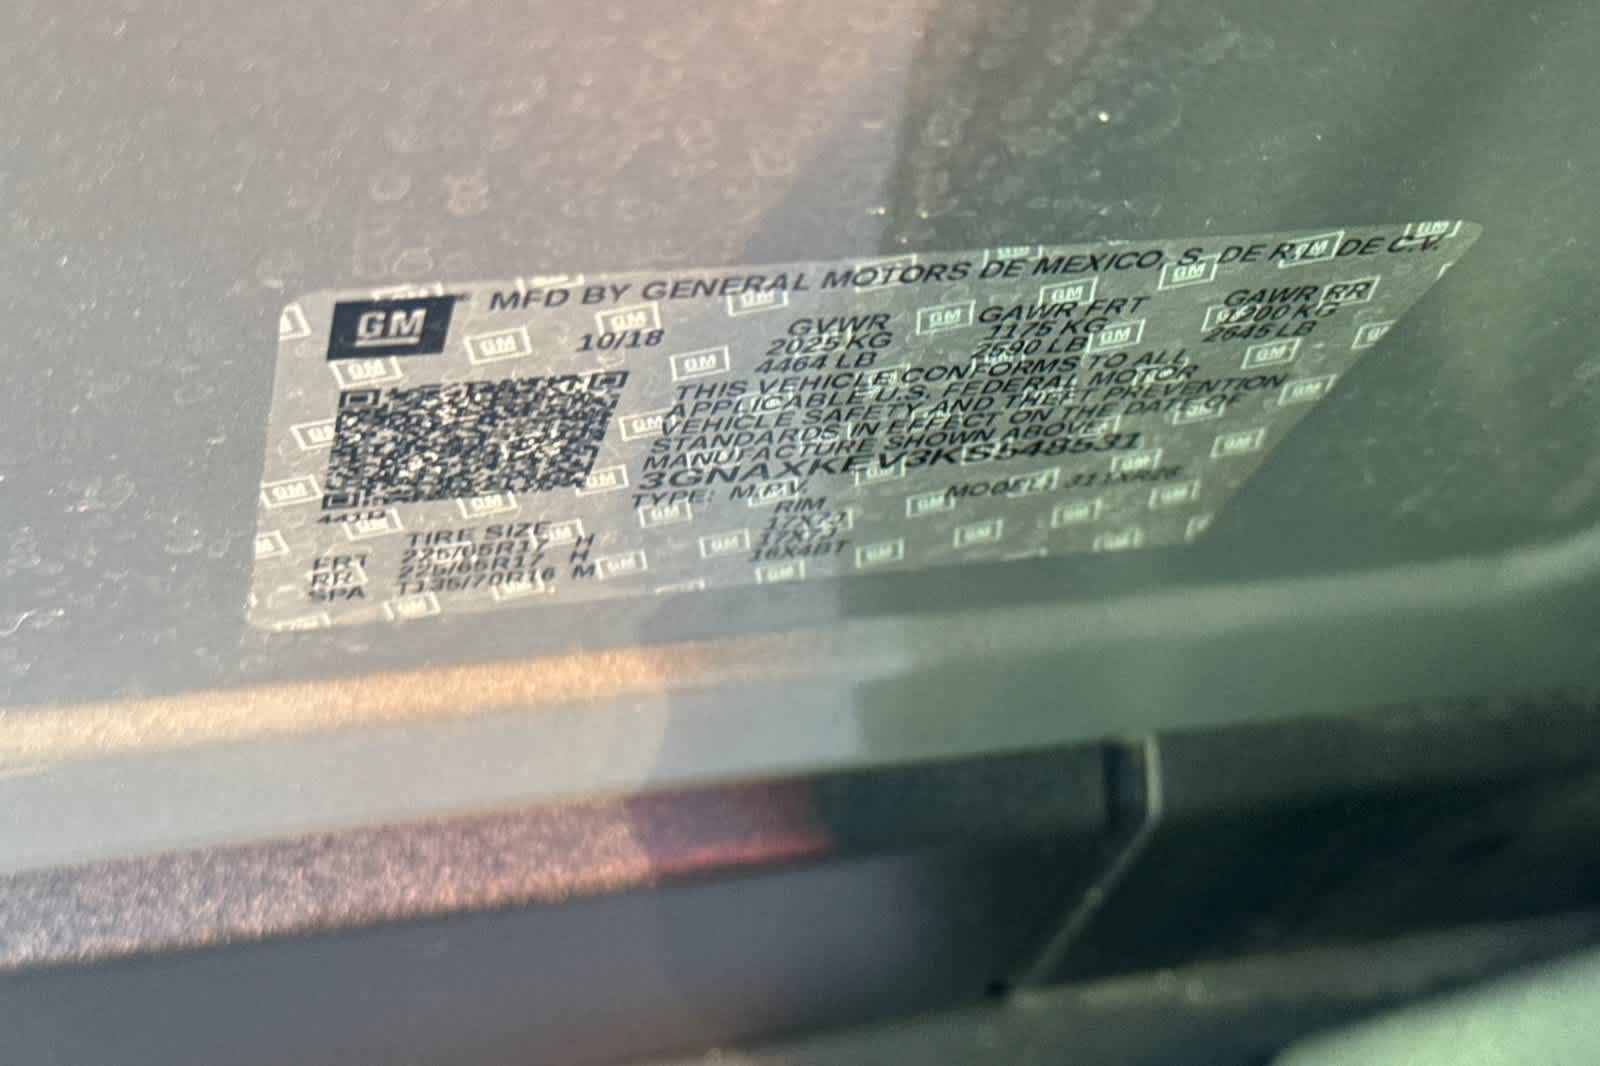 GM MFD BY GENERAL MOTORS DE MEXICO, S. DE R.L. DE C.V.
10/18 GVWR GAWR FRT GAWR RR
2025 KG 1175 KG 1200 KG
4464 LB 2590 LB 2645 LB
THIS VEHICLE CONFORMS TO ALL
APPLICABLE U.S. FEDERAL MOTOR
VEHICLE SAFETY AND THEFT PREVENTION
STANDARDS IN EFFECT ON THE DATE OF
MANUFACTURE SHOWN ABOVE.
3GNAXKEV3KS548531
TYPE: M.P.V. MODEL: 
TIRE SIZE RIM
FRT 225/65R17 H 17X7J
RR 225/65R17 H 17X7J
SPA T135/70R16 M 16X4BT